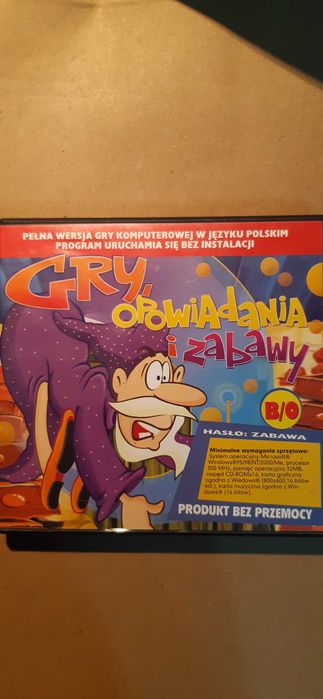 PEŁNA WERSJA GRY KOMPUTEROWEJ W JĘZYKU POLSKIM
PROGRAM URUCHAMIA SIĘ BEZ INSTALACJI
GRY,
OPOWIADANIA
i ZABAWY
B/O
HASŁO: ZABAWA
Minimalne wymagania sprzętowe:
System operacyjny Microsoft®
Windows®95/98/NT/2000/Me, procesor
500 MHz, pamięć operacyjna 32MB,
napęd CD-ROMx16, karta graficzna
zgodna z Windows® (800x600,16 bitów
kol.), karta muzyczna zgodna z Win-
dows® (16 bitów).
PRODUKT BEZ PRZEMOCY